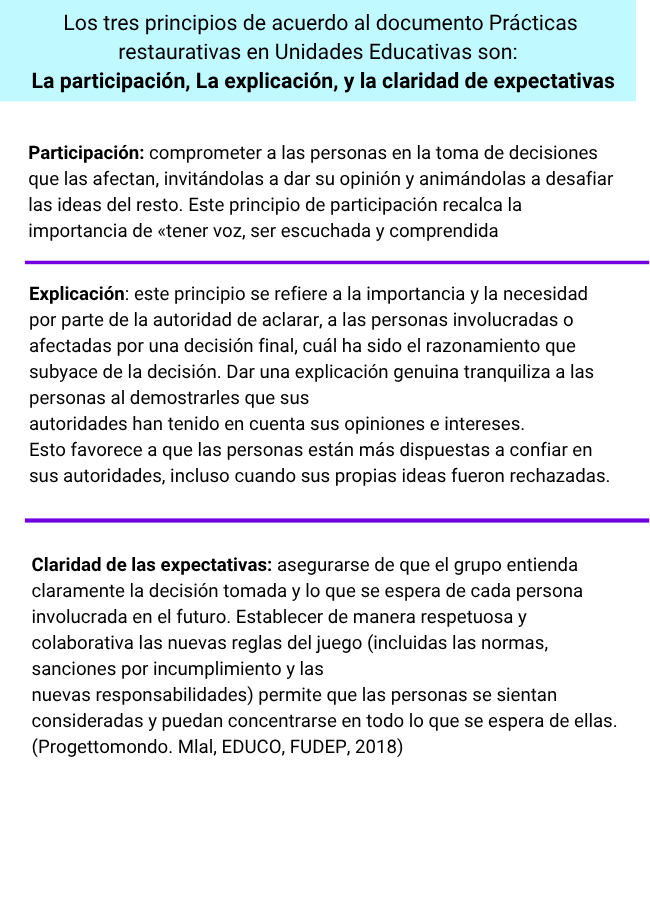 Los tres principios de acuerdo al documento Prácticas
restaurativas en Unidades Educativas son:
La participación, La explicación, y la claridad de expectativas
Participación: comprometer a las personas en la toma de decisiones
que las afectan, invitándolas a dar su opinión y animándolas a desafiar
las ideas del resto. Este principio de participación recalca la
importancia de «tener voz, ser escuchada y comprendida
Explicación: este principio se refiere a la importancia y la necesidad
por parte de la autoridad de aclarar, a las personas involucradas o
afectadas por una decisión final, cuál ha sido el razonamiento que
subyace de la decisión. Dar una explicación genuina tranquiliza a las
personas al demostrarles que sus
autoridades han tenido en cuenta sus opiniones e intereses.
Esto favorece a que las personas están más dispuestas a confiar en
sus autoridades, incluso cuando sus propias ideas fueron rechazadas.
Claridad de las expectativas: asegurarse de que el grupo entienda
claramente la decisión tomada y lo que se espera de cada persona
involucrada en el futuro. Establecer de manera respetuosa y
colaborativa las nuevas reglas del juego (incluidas las normas,
sanciones por incumplimiento y las
nuevas responsabilidades) permite que las personas se sientan
consideradas y puedan concentrarse en todo lo que se espera de ellas.
(Progettomondo. Mlal, EDUCO, FUDEP, 2018)